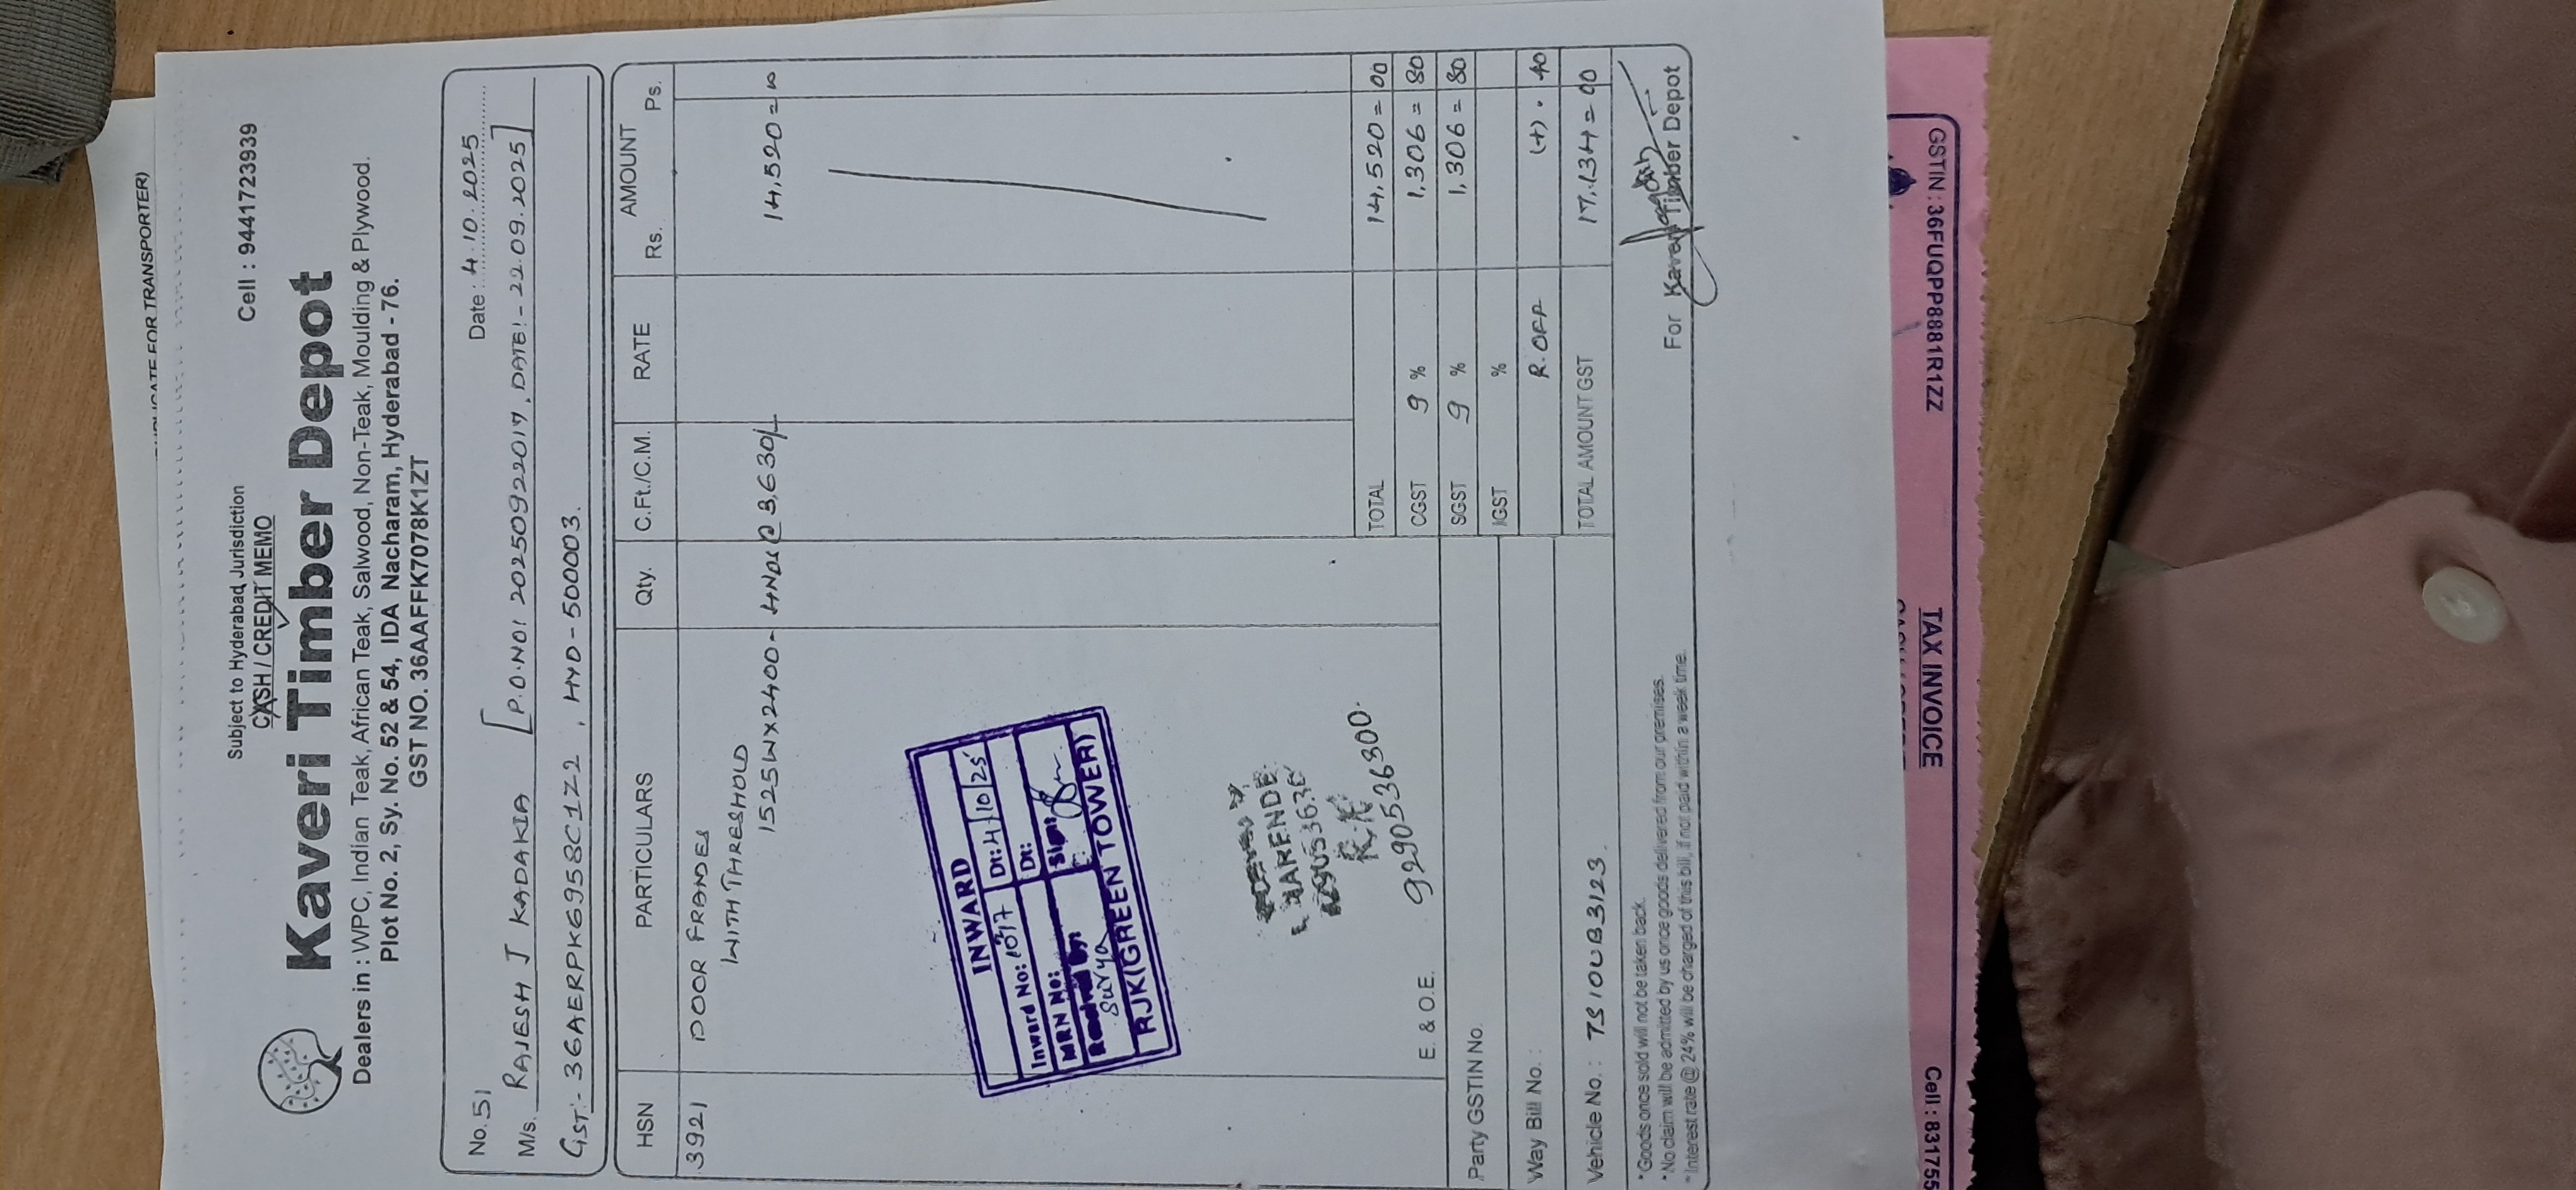 (DUPLICATE FOR TRANSPORTER)
Subject to Hyderabad Jurisdiction
CASH / CREDIT MEMO
Cell : 9441723939
Kaveri Timber Depot
Dealers in : WPC, Indian Teak, African Teak, Salwood, Non-Teak, Moulding & Plywood.
Plot No. 2, Sy. No. 52 & 54, IDA Nacharam, Hyderabad - 76.
GST NO. 36AAFFK7078K1ZT
No. 51 Date : 4.10.2025
M/s. RAJESH J KADAKIA [P.O.NO! 20250922017, DATE! - 22.09.2025]
GST:- 36AERPK6958C1Z2, HYD-500003.
HSN PARTICULARS Qty. C.Ft./C.M. RATE AMOUNT
Rs. Ps.
3921 DOOR FRAMES
WITH THRESHOLD
1525WX2400- 4NOS@3,630/- 14,520=00
INWARD
Inward No: 1017 Dt: 4/10/25
MRN No: Dt:
Received By: Sign:
Surya
RJK(GREEN TOWER)
9290536300.
E. & O.E.
TOTAL 14,520=00
CGST 9 % 1,306=80
SGST 9 % 1,306=80
IGST %
R.OFF (+) . 40
TOTAL AMOUNT GST 17,134=00
Party GSTIN No.
Way Bill No. :
Vehicle No. : TS10UB3123.
*Goods once sold will not be taken back.
*No claim will be admitted by us once goods delivered from our premises.
*Interest rate @ 24% will be charged of this bill, if not paid within a week time.
For Kaveri Timber Depot
Cell : 831755
TAX INVOICE
GSTIN : 36FUQPP8881R1ZZ